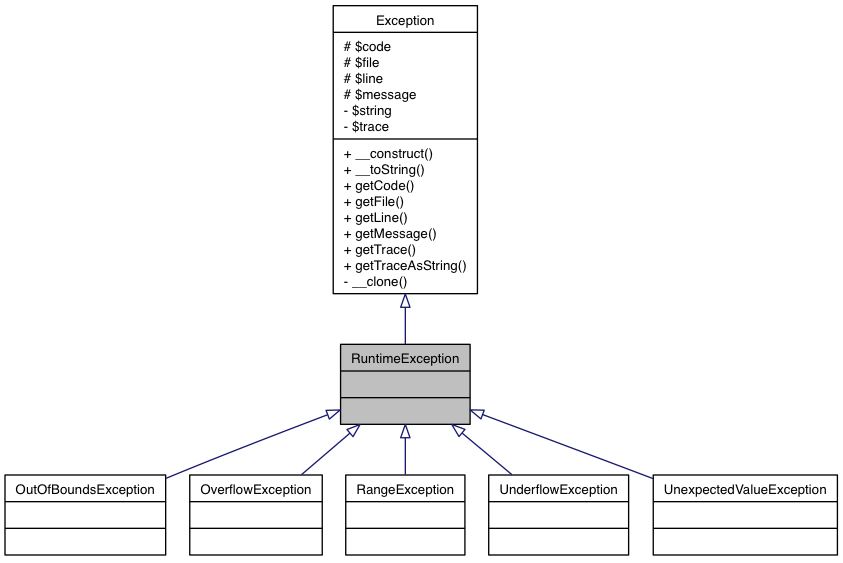 Exception
# $code
# $file
# $line
# $message
- $string
- $trace
+ __construct()
+ __toString()
+ getCode()
+ getFile()
+ getLine()
+ getMessage()
+ getTrace()
+ getTraceAsString()
- __clone()
RuntimeException
OutOfBoundsException
OverflowException
RangeException
UnderflowException
UnexpectedValueException